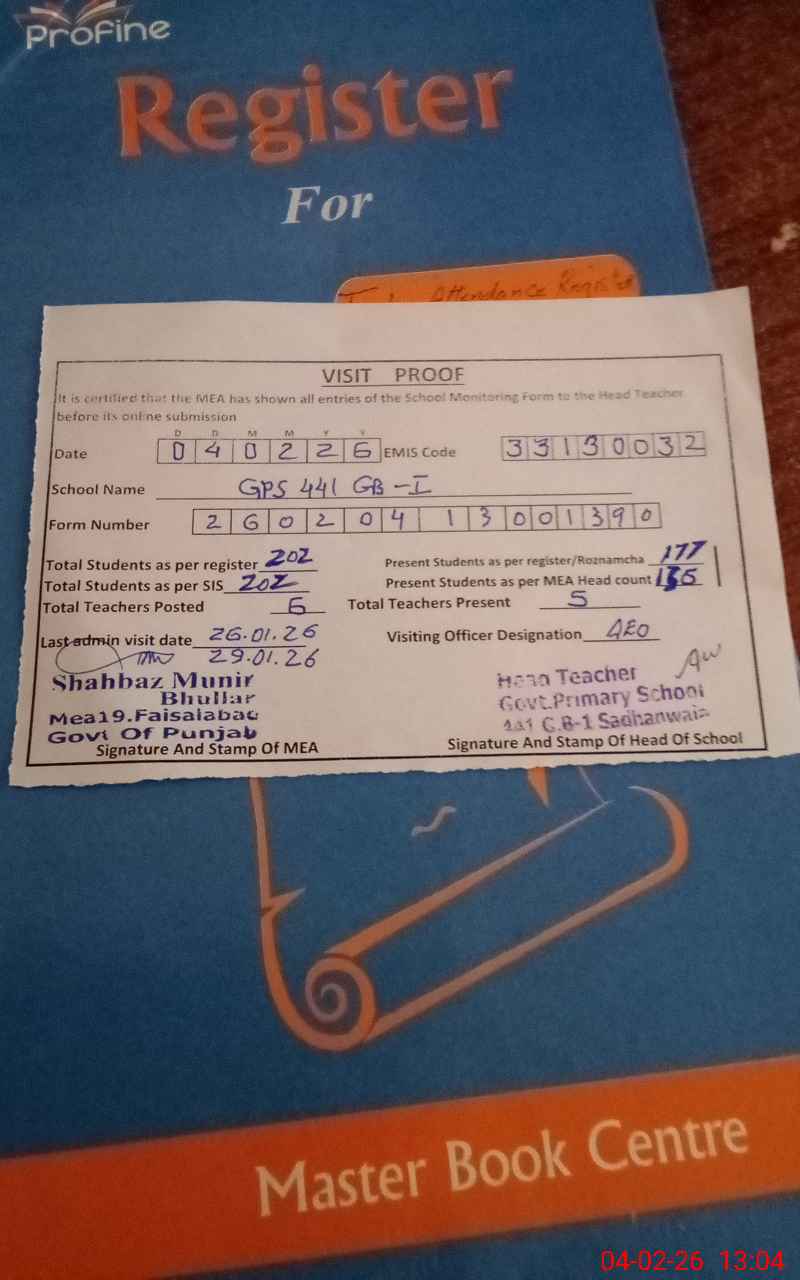 Profine
Register
For
Attendance Register
VISIT PROOF
It is certified that the MEA has shown all entries of the School Monitoring Form to the Head Teacher
before its online submission
D D M M Y Y
Date 0 4 0 2 2 6 EMIS Code 3 3 1 3 0 0 3 2
School Name GPS 441 GB-I
Form Number 2 6 0 2 0 4 1 3 0 0 1 3 9 0
Total Students as per register 202 Present Students as per register/Roznamcha 177
Total Students as per SIS 202 Present Students as per MEA Head count
Total Teachers Posted 6 Total Teachers Present 5
Last admin visit date 26.01.26 Visiting Officer Designation AEO
29.01.26
Shahbaz Munir
Bhullar
Mea19.Faisalabad
Govt Of Punjab
Signature And Stamp Of MEA
Head Teacher
Govt.Primary School
441 G.B-1 Sadhanwala
Signature And Stamp Of Head Of School
Master Book Centre
04-02-26 13:04